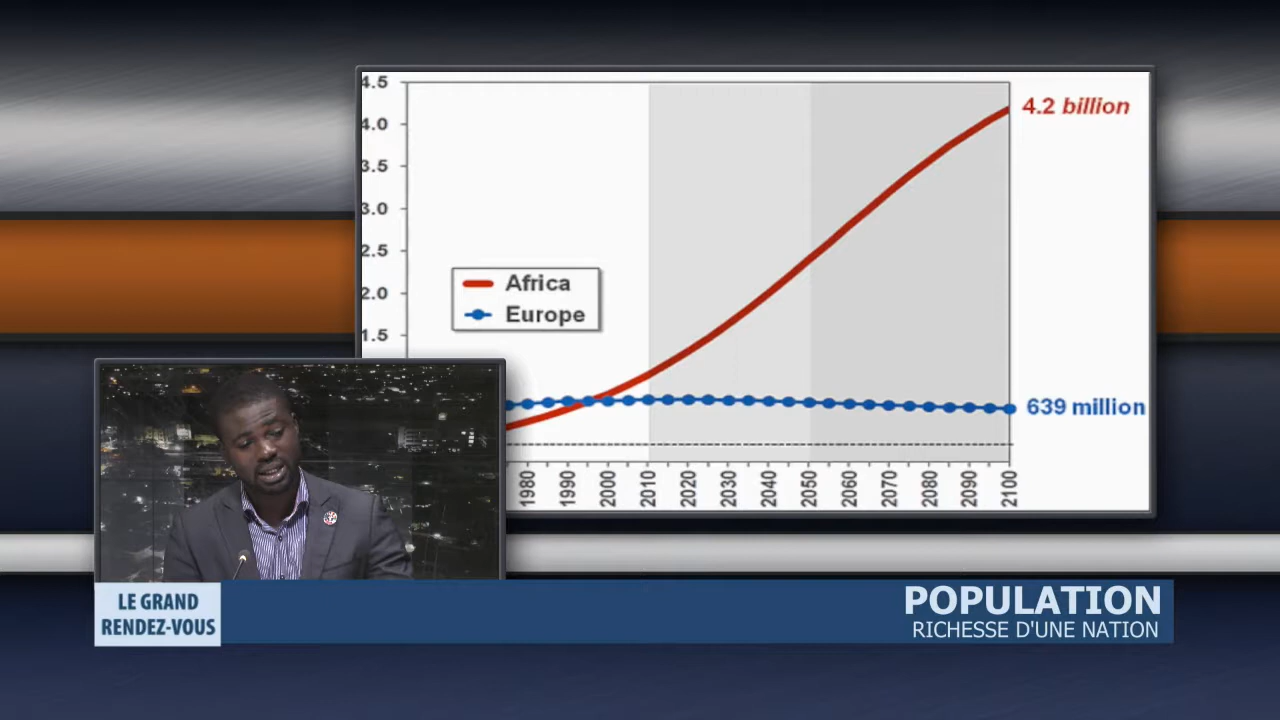 4.5
4.0
3.5
3.0
2.5
2.0
1.5
4.2 billion
Africa
Europe
639 million
1980
1990
2000
2010
2020
2030
2040
2050
2060
2070
2080
2090
2100
LE GRAND
RENDEZ-VOUS
POPULATION
RICHESSE D'UNE NATION